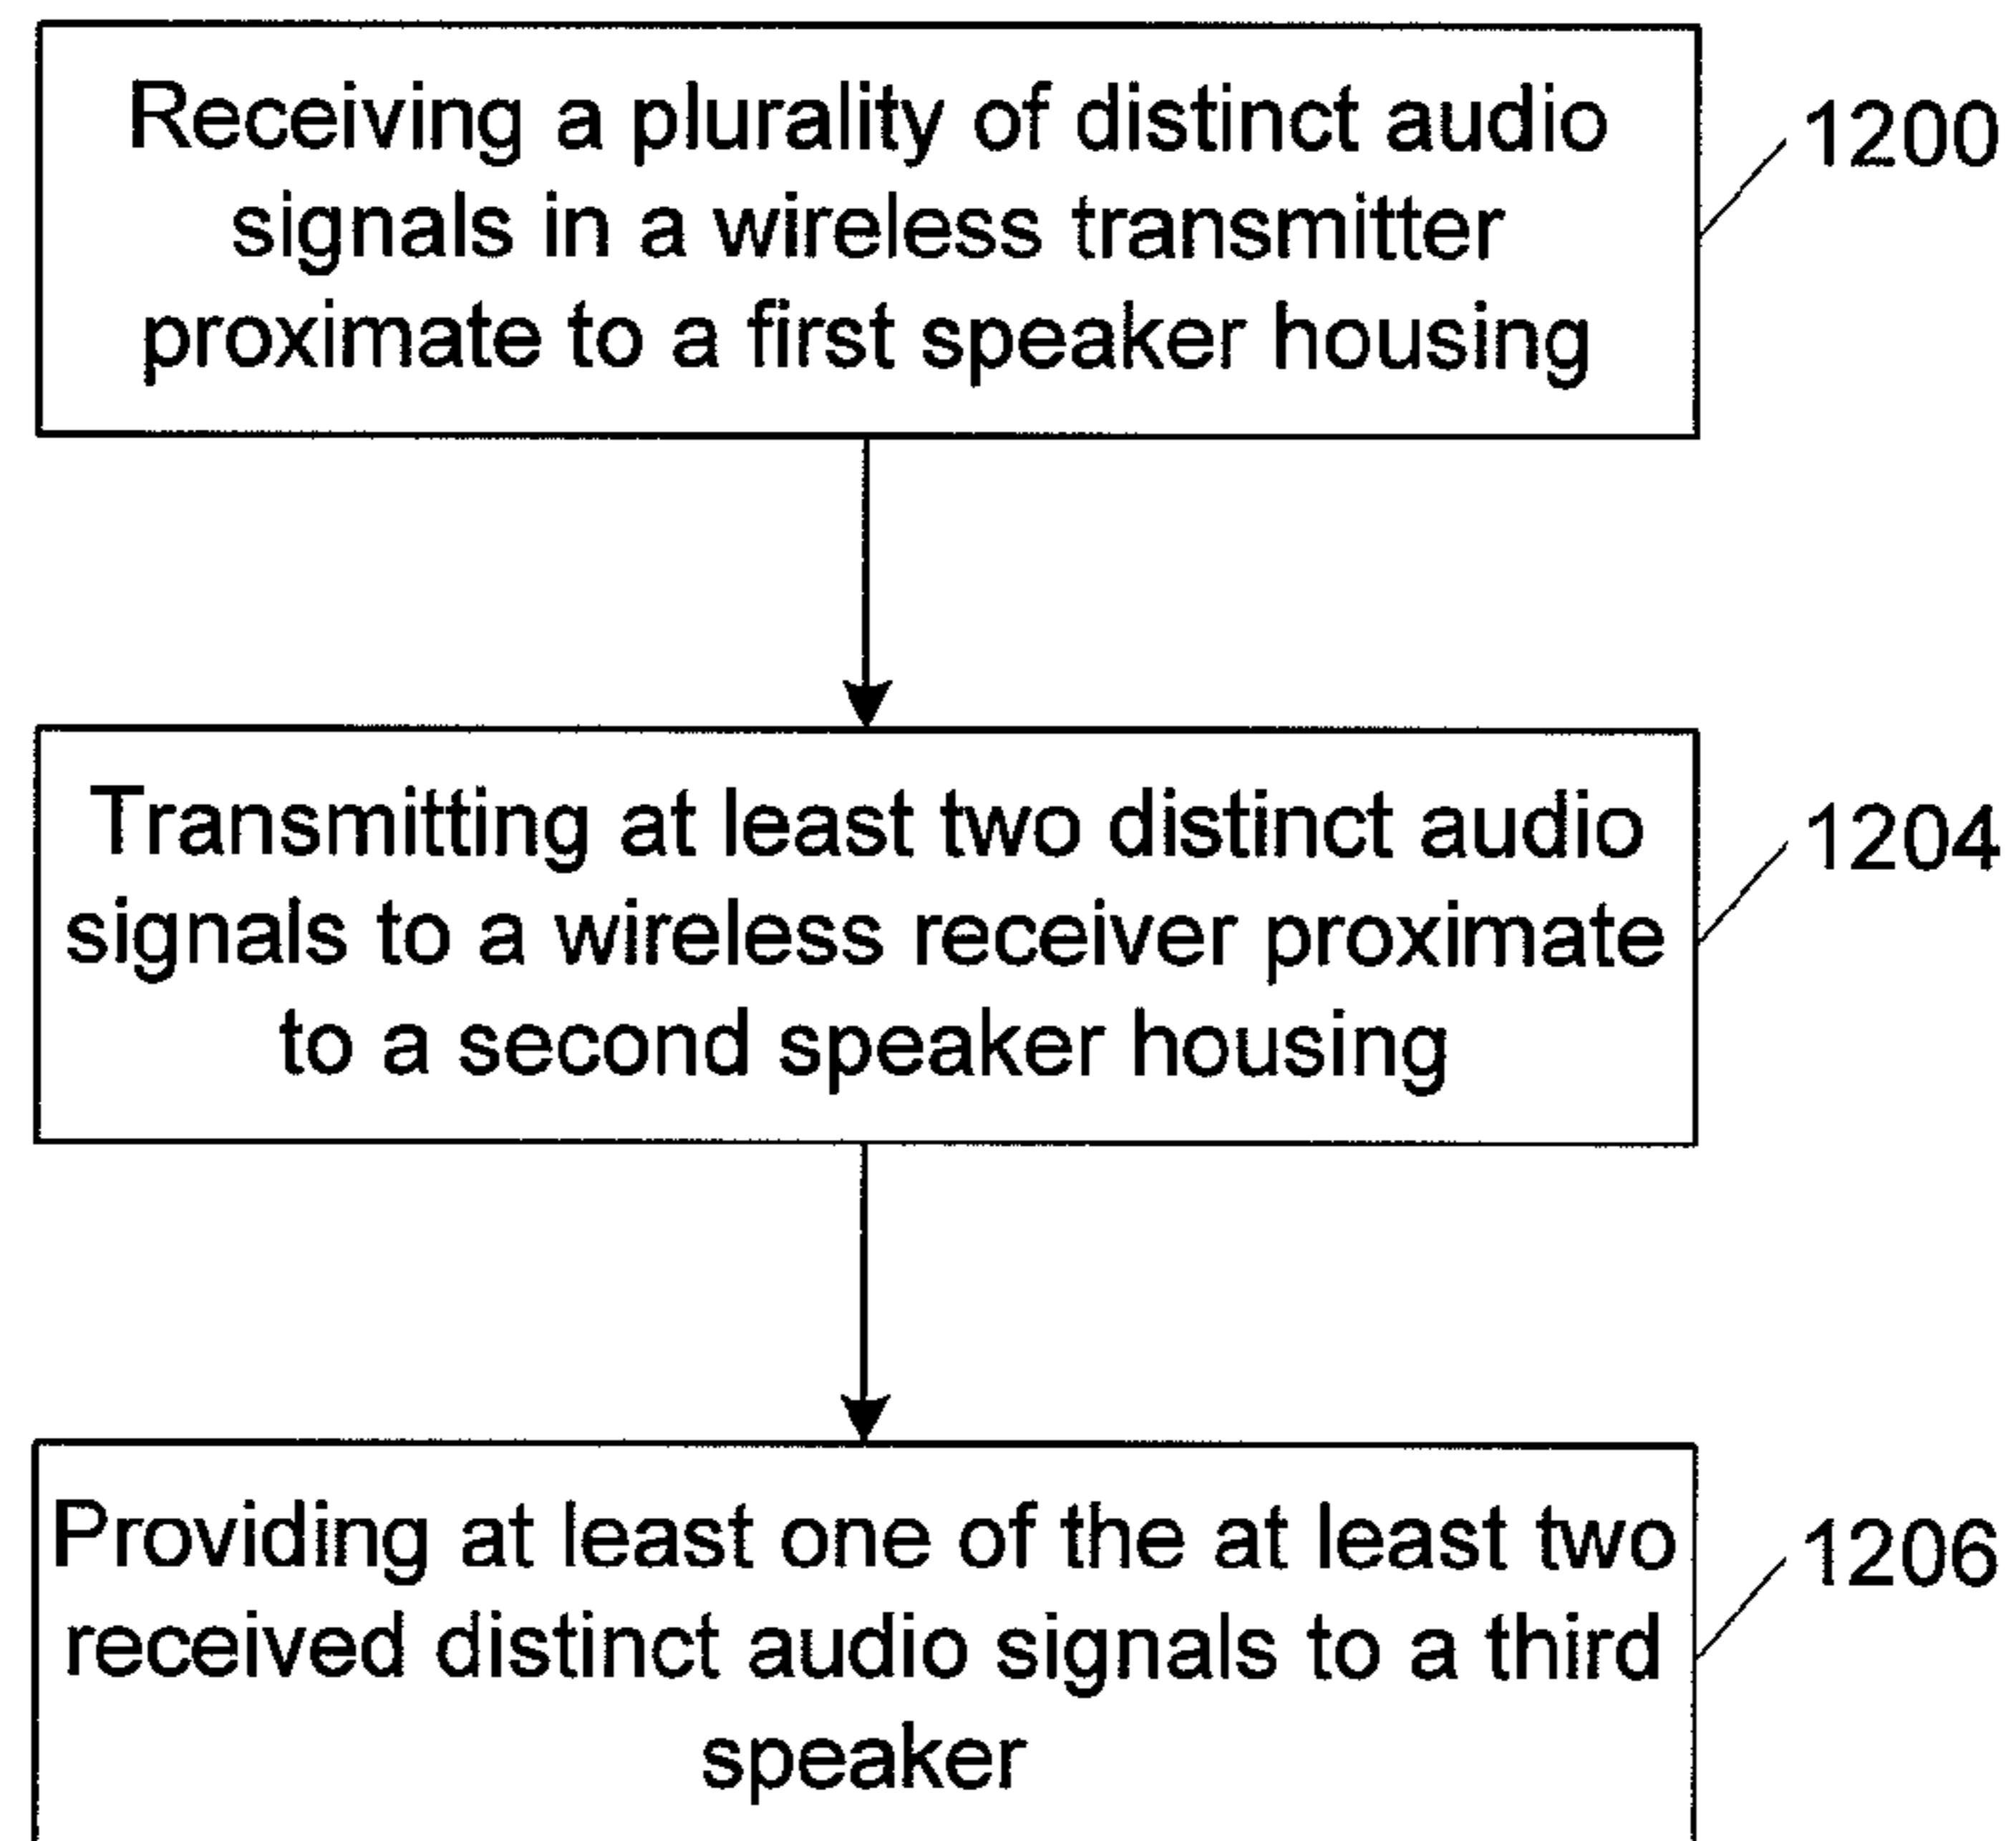 Receiving a plurality of distinct audio
signals in a wireless transmitter
proximate to a first speaker housing
1200
Transmitting at least two distinct audio
signals to a wireless receiver proximate
to a second speaker housing
1204
Providing at least one of the at least two
received distinct audio signals to a third
speaker
1206